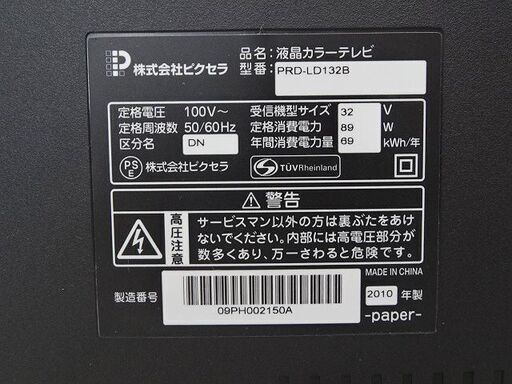 株式会社ピクセラ
品名：液晶カラーテレビ
型番： PRD-LD132B
定格電圧 100V～
定格周波数 50/60Hz
区分名 DN
受信機型サイズ 32 V
定格消費電力 89 W
年間消費電力量 69 kWh/年
PS
E
株式会社ピクセラ
TÜVRheinland
警告
高圧注意
サービスマン以外の方は裏ぶたをあけ
ないでください。内部には高電圧部分が
数多くあり、万一さわると危険です。
MADE IN CHINA
製造番号
09PH002150A
2010 年製
-paper-